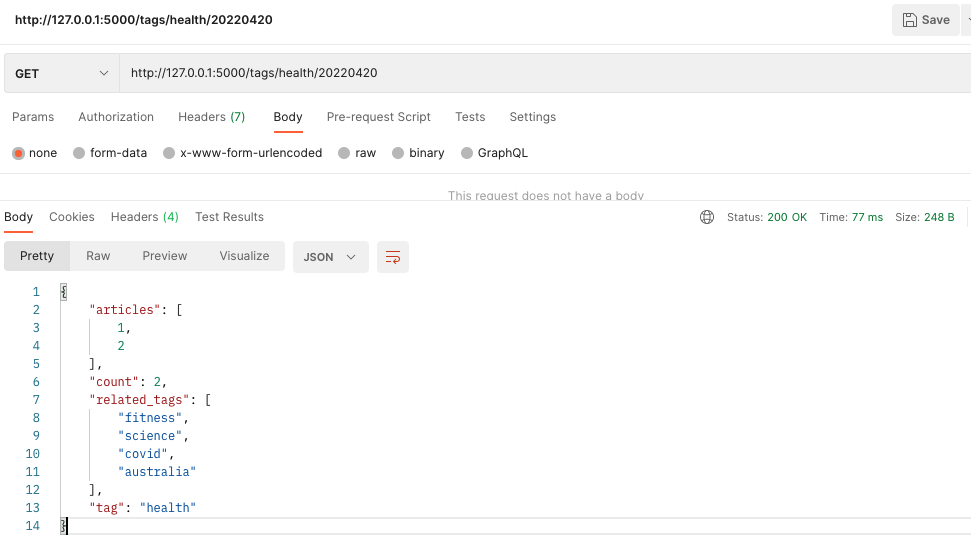 http://127.0.0.1:5000/tags/health/20220420
Save
GET
http://127.0.0.1:5000/tags/health/20220420
Params Authorization Headers (7) Body Pre-request Script Tests Settings
none form-data x-www-form-urlencoded raw binary GraphQL
This request does not have a body
Body Cookies Headers (4) Test Results Status: 200 OK Time: 77 ms Size: 248 B
Pretty Raw Preview Visualize JSON
1 {
2 "articles": [
3 1,
4 2
5 ],
6 "count": 2,
7 "related_tags": [
8 "fitness",
9 "science",
10 "covid",
11 "australia"
12 ],
13 "tag": "health"
14 }